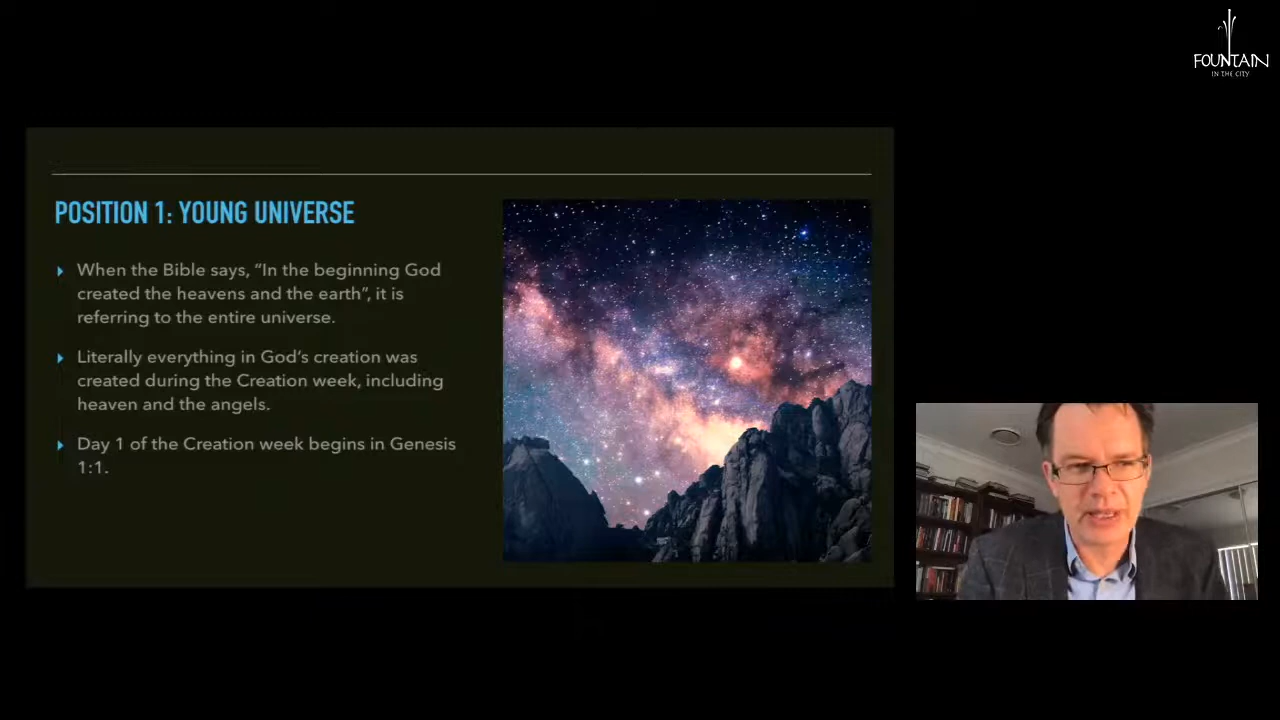 FOUNTAIN
IN THE CITY
POSITION 1: YOUNG UNIVERSE
When the Bible says, “In the beginning God
created the heavens and the earth”, it is
referring to the entire universe.
Literally everything in God’s creation was
created during the Creation week, including
heaven and the angels.
Day 1 of the Creation week begins in Genesis
1:1.